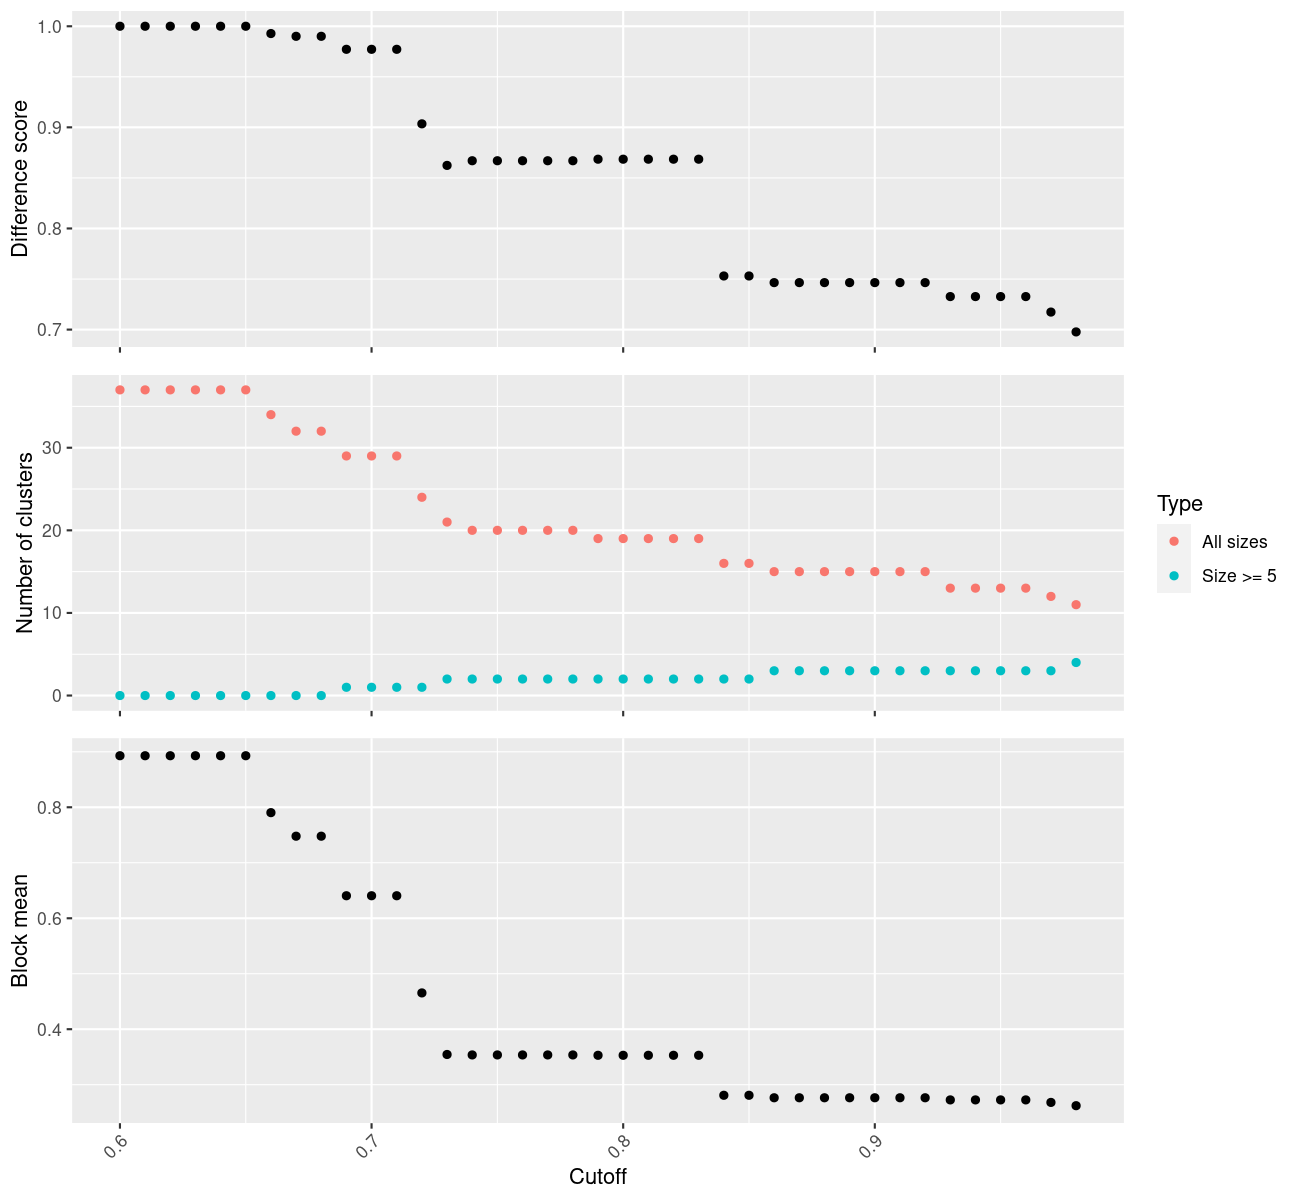 Difference score
1.0
0.9
0.8
0.7
Number of clusters
30
20
10
0
Type
All sizes
Size >= 5
Block mean
0.8
0.6
0.4
0.6
0.7
0.8
0.9
Cutoff